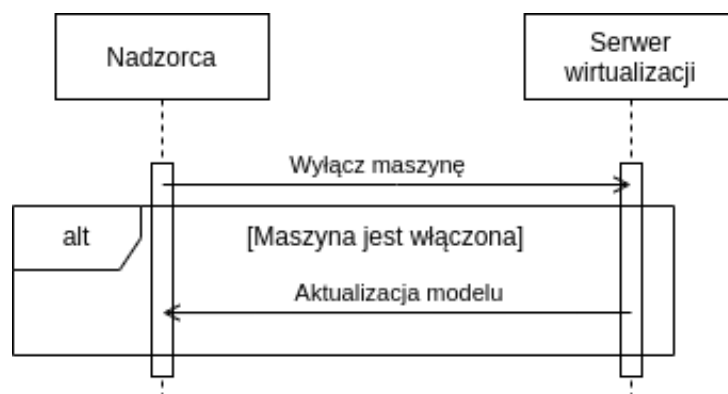 Nadzorca
Serwer
wirtualizacji
Wyłącz maszynę
alt
[Maszyna jest włączona]
Aktualizacja modelu